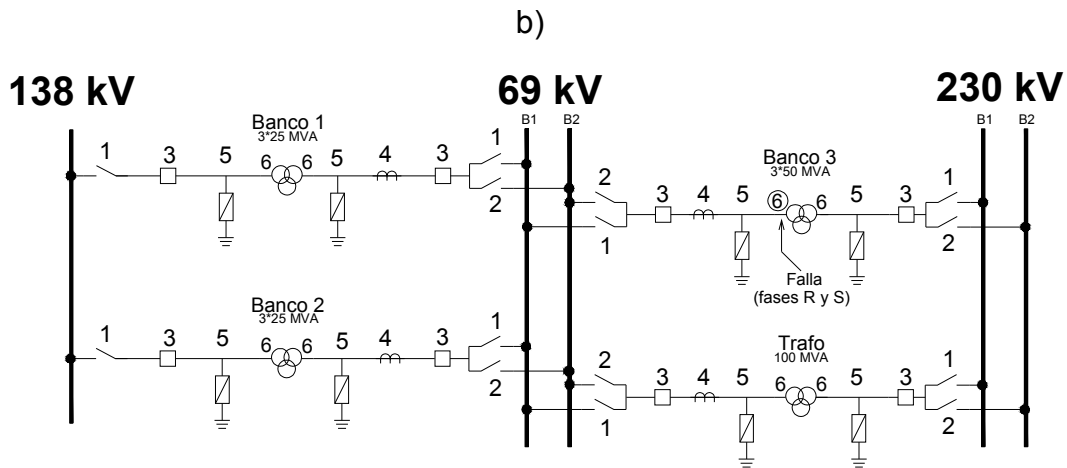 b)
138 kV
69 kV
230 kV
B1 B2
B1 B2
Banco 1
3*25 MVA
1 3 5 6 6 5 4 3 1
2
Banco 3
3*50 MVA
2 3 4 5 6 6 5 3 1
1
2
Falla
(fases R y S)
Banco 2
3*25 MVA
1 3 5 6 6 5 4 3 1
2
Trafo
100 MVA
2 3 4 5 6 6 5 3 1
1
2